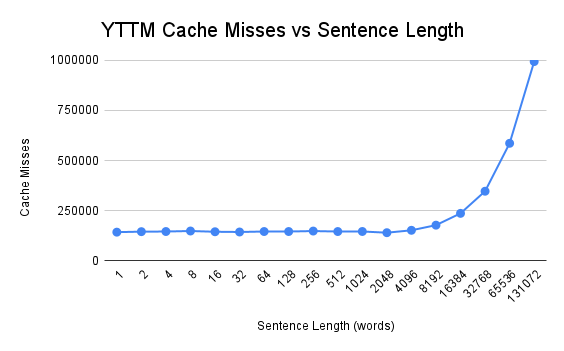 YTTM Cache Misses vs Sentence Length
1000000
750000
500000
250000
0
Cache Misses
1 2 4 8 16 32 64 128 256 512 1024 2048 4096 8192 16384 32768 65536 131072
Sentence Length (words)